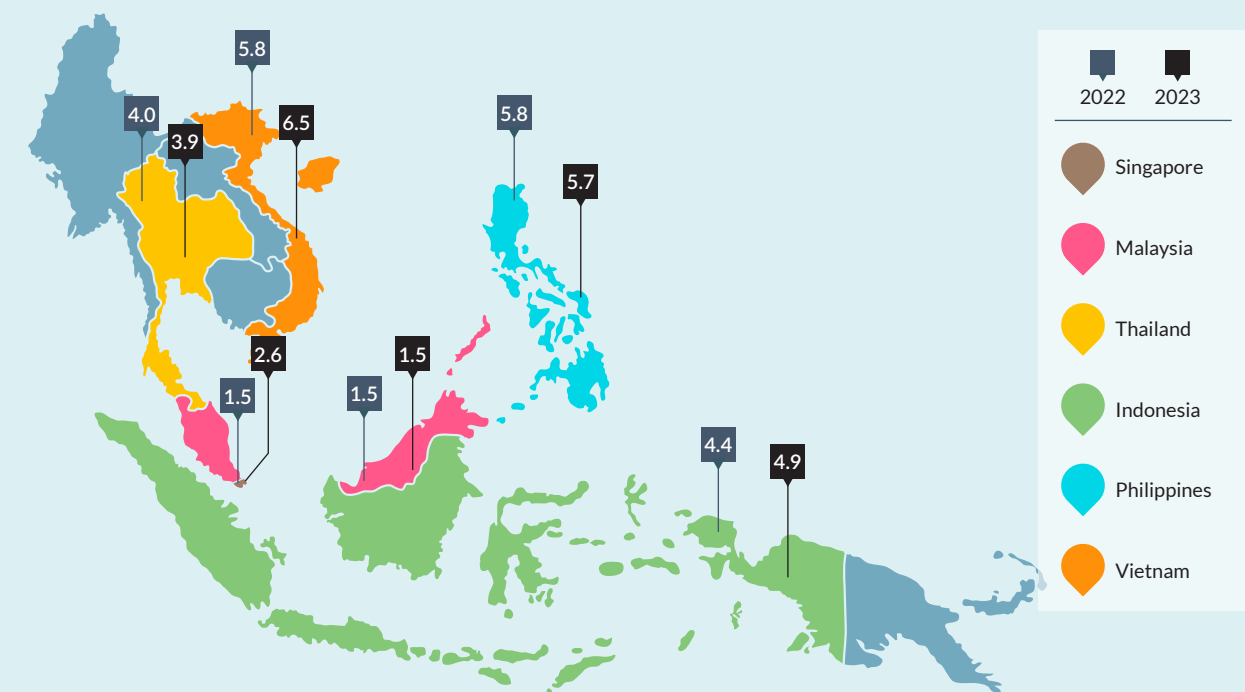 5.8
4.0
3.9
6.5
5.8
5.7
2.6
1.5
1.5
1.5
4.4
4.9
2022 2023
Singapore
Malaysia
Thailand
Indonesia
Philippines
Vietnam